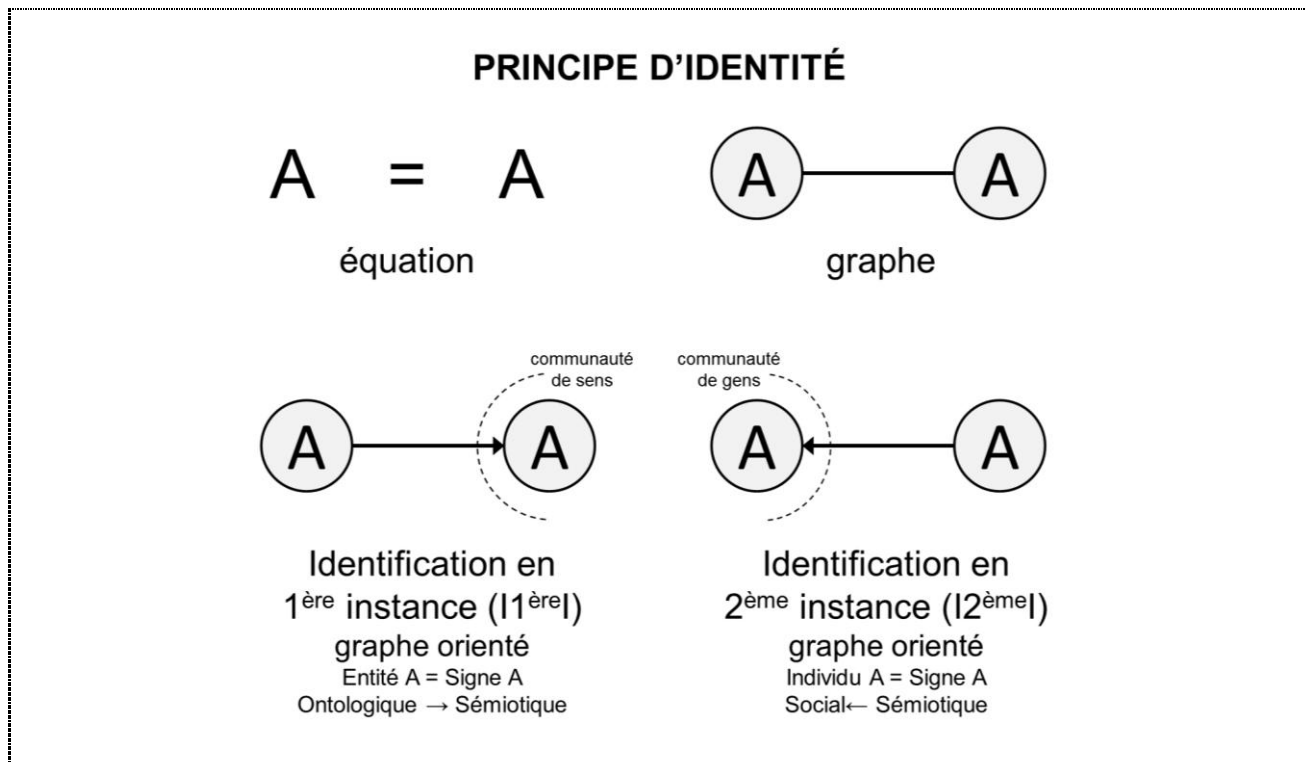 PRINCIPE D'IDENTITÉ
A = A
A A
équation
graphe
communauté
de sens
communauté
de gens
A A
A A
Identification en
1ère instance (I1èreI)
graphe orienté
Entité A = Signe A
Ontologique → Sémiotique
Identification en
2ème instance (I2èmeI)
graphe orienté
Individu A = Signe A
Social← Sémiotique